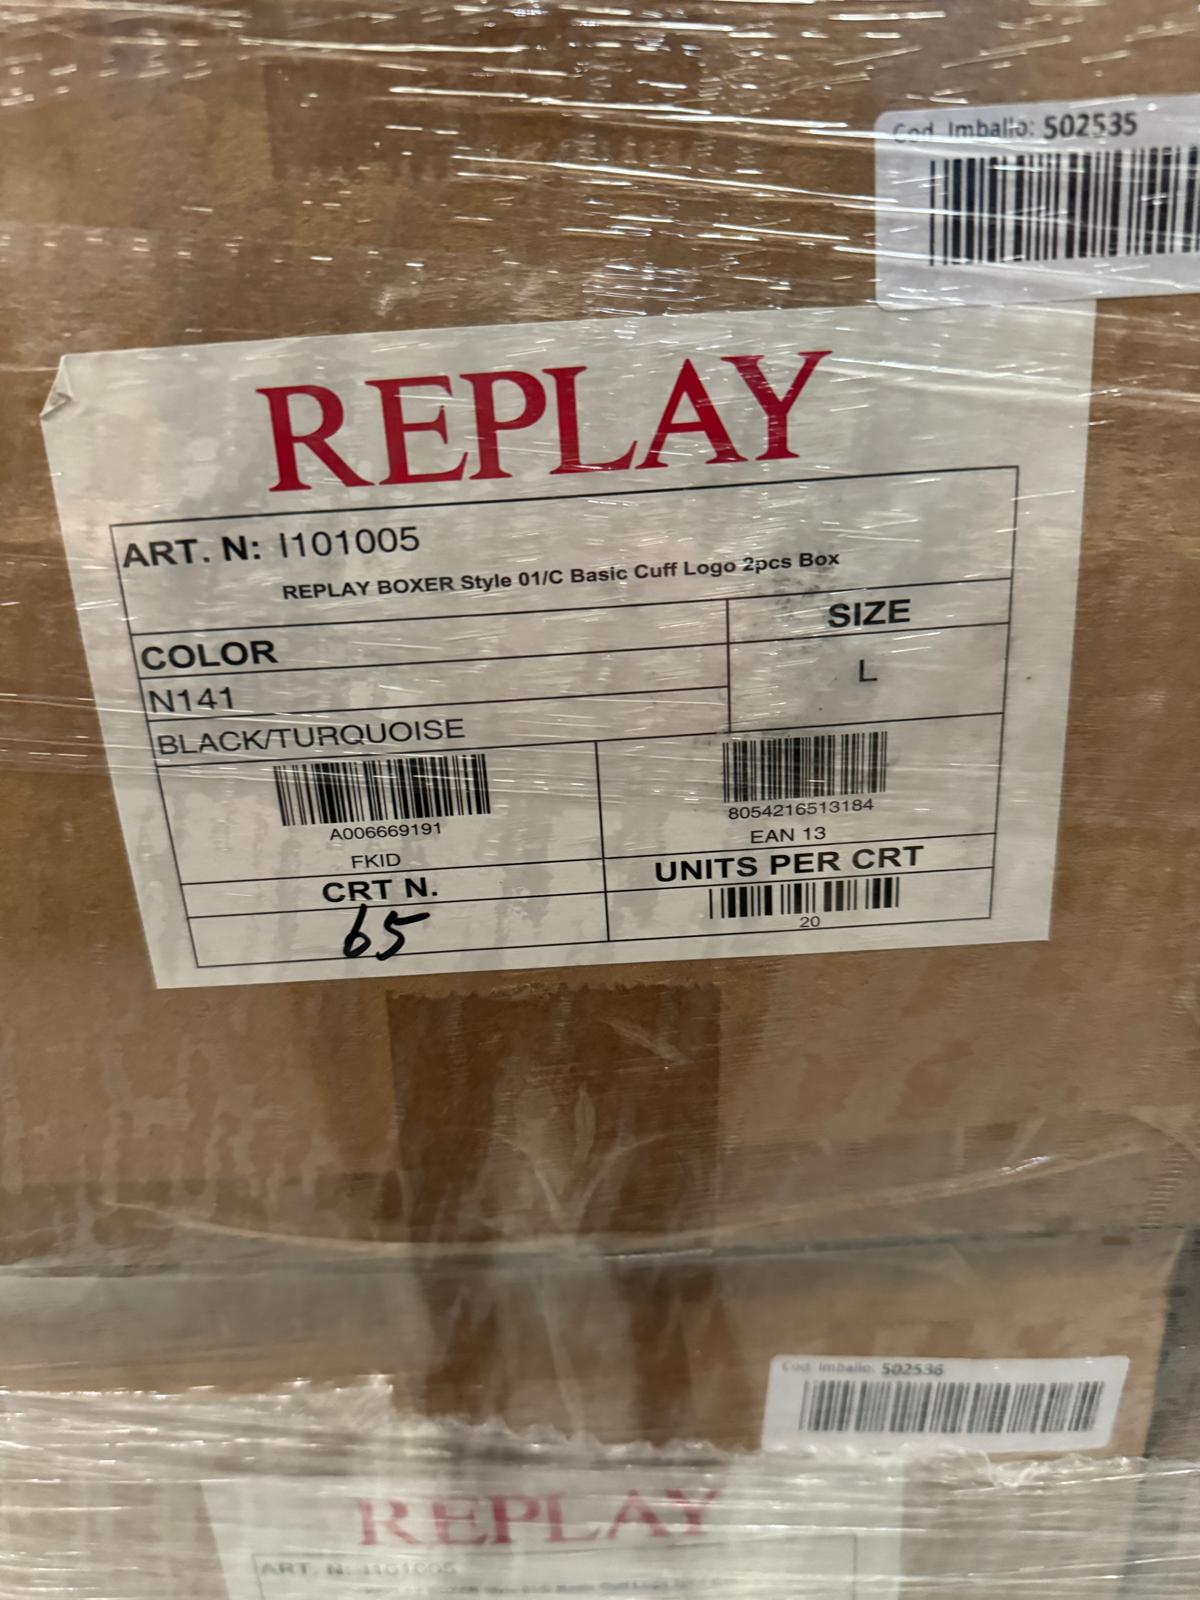 Cod. Imballo: 502535
REPLAY
ART. N: I101005
REPLAY BOXER Style 01/C Basic Cuff Logo 2pcs Box
COLOR
SIZE
N141
L
BLACK/TURQUOISE
A006669191
FKID
8054216513184
EAN 13
CRT N.
65
UNITS PER CRT
20
Cod. Imballo: 502536
REPLAY
ART. N: I101005